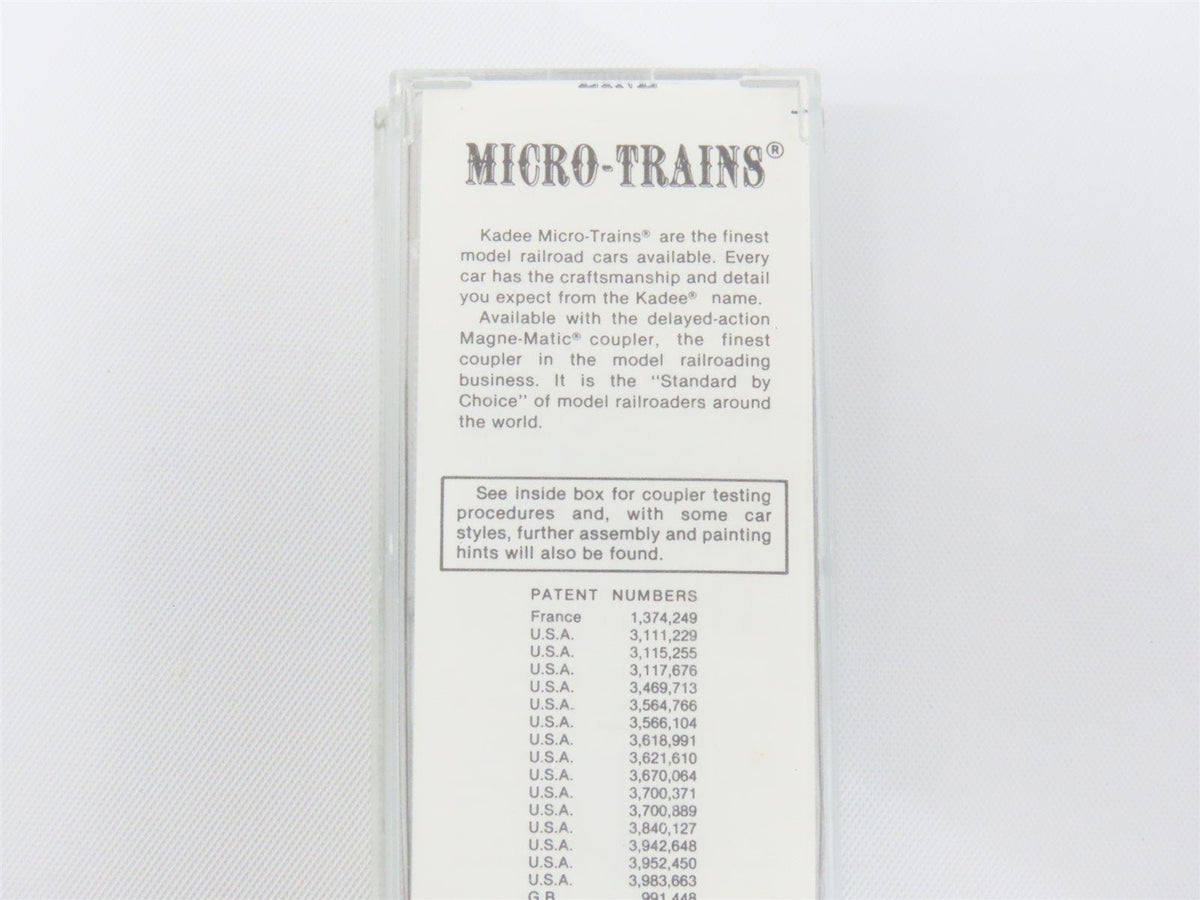 LINE
MICRO-TRAINS®
Kadee Micro-Trains® are the finest
model railroad cars available. Every
car has the craftsmanship and detail
you expect from the Kadee® name.
Available with the delayed-action
Magne-Matic® coupler, the finest
coupler in the model railroading
business. It is the "Standard by
Choice" of model railroaders around
the world.
See inside box for coupler testing
procedures and, with some car
styles, further assembly and painting
hints will also be found.
PATENT NUMBERS
France 1,374,249
U.S.A. 3,111,229
U.S.A. 3,115,255
U.S.A. 3,117,676
U.S.A. 3,469,713
U.S.A. 3,564,766
U.S.A. 3,566,104
U.S.A. 3,618,991
U.S.A. 3,621,610
U.S.A. 3,670,064
U.S.A. 3,700,371
U.S.A. 3,700,889
U.S.A. 3,840,127
U.S.A. 3,942,648
U.S.A. 3,952,450
U.S.A. 3,983,663
G.B. 991,448